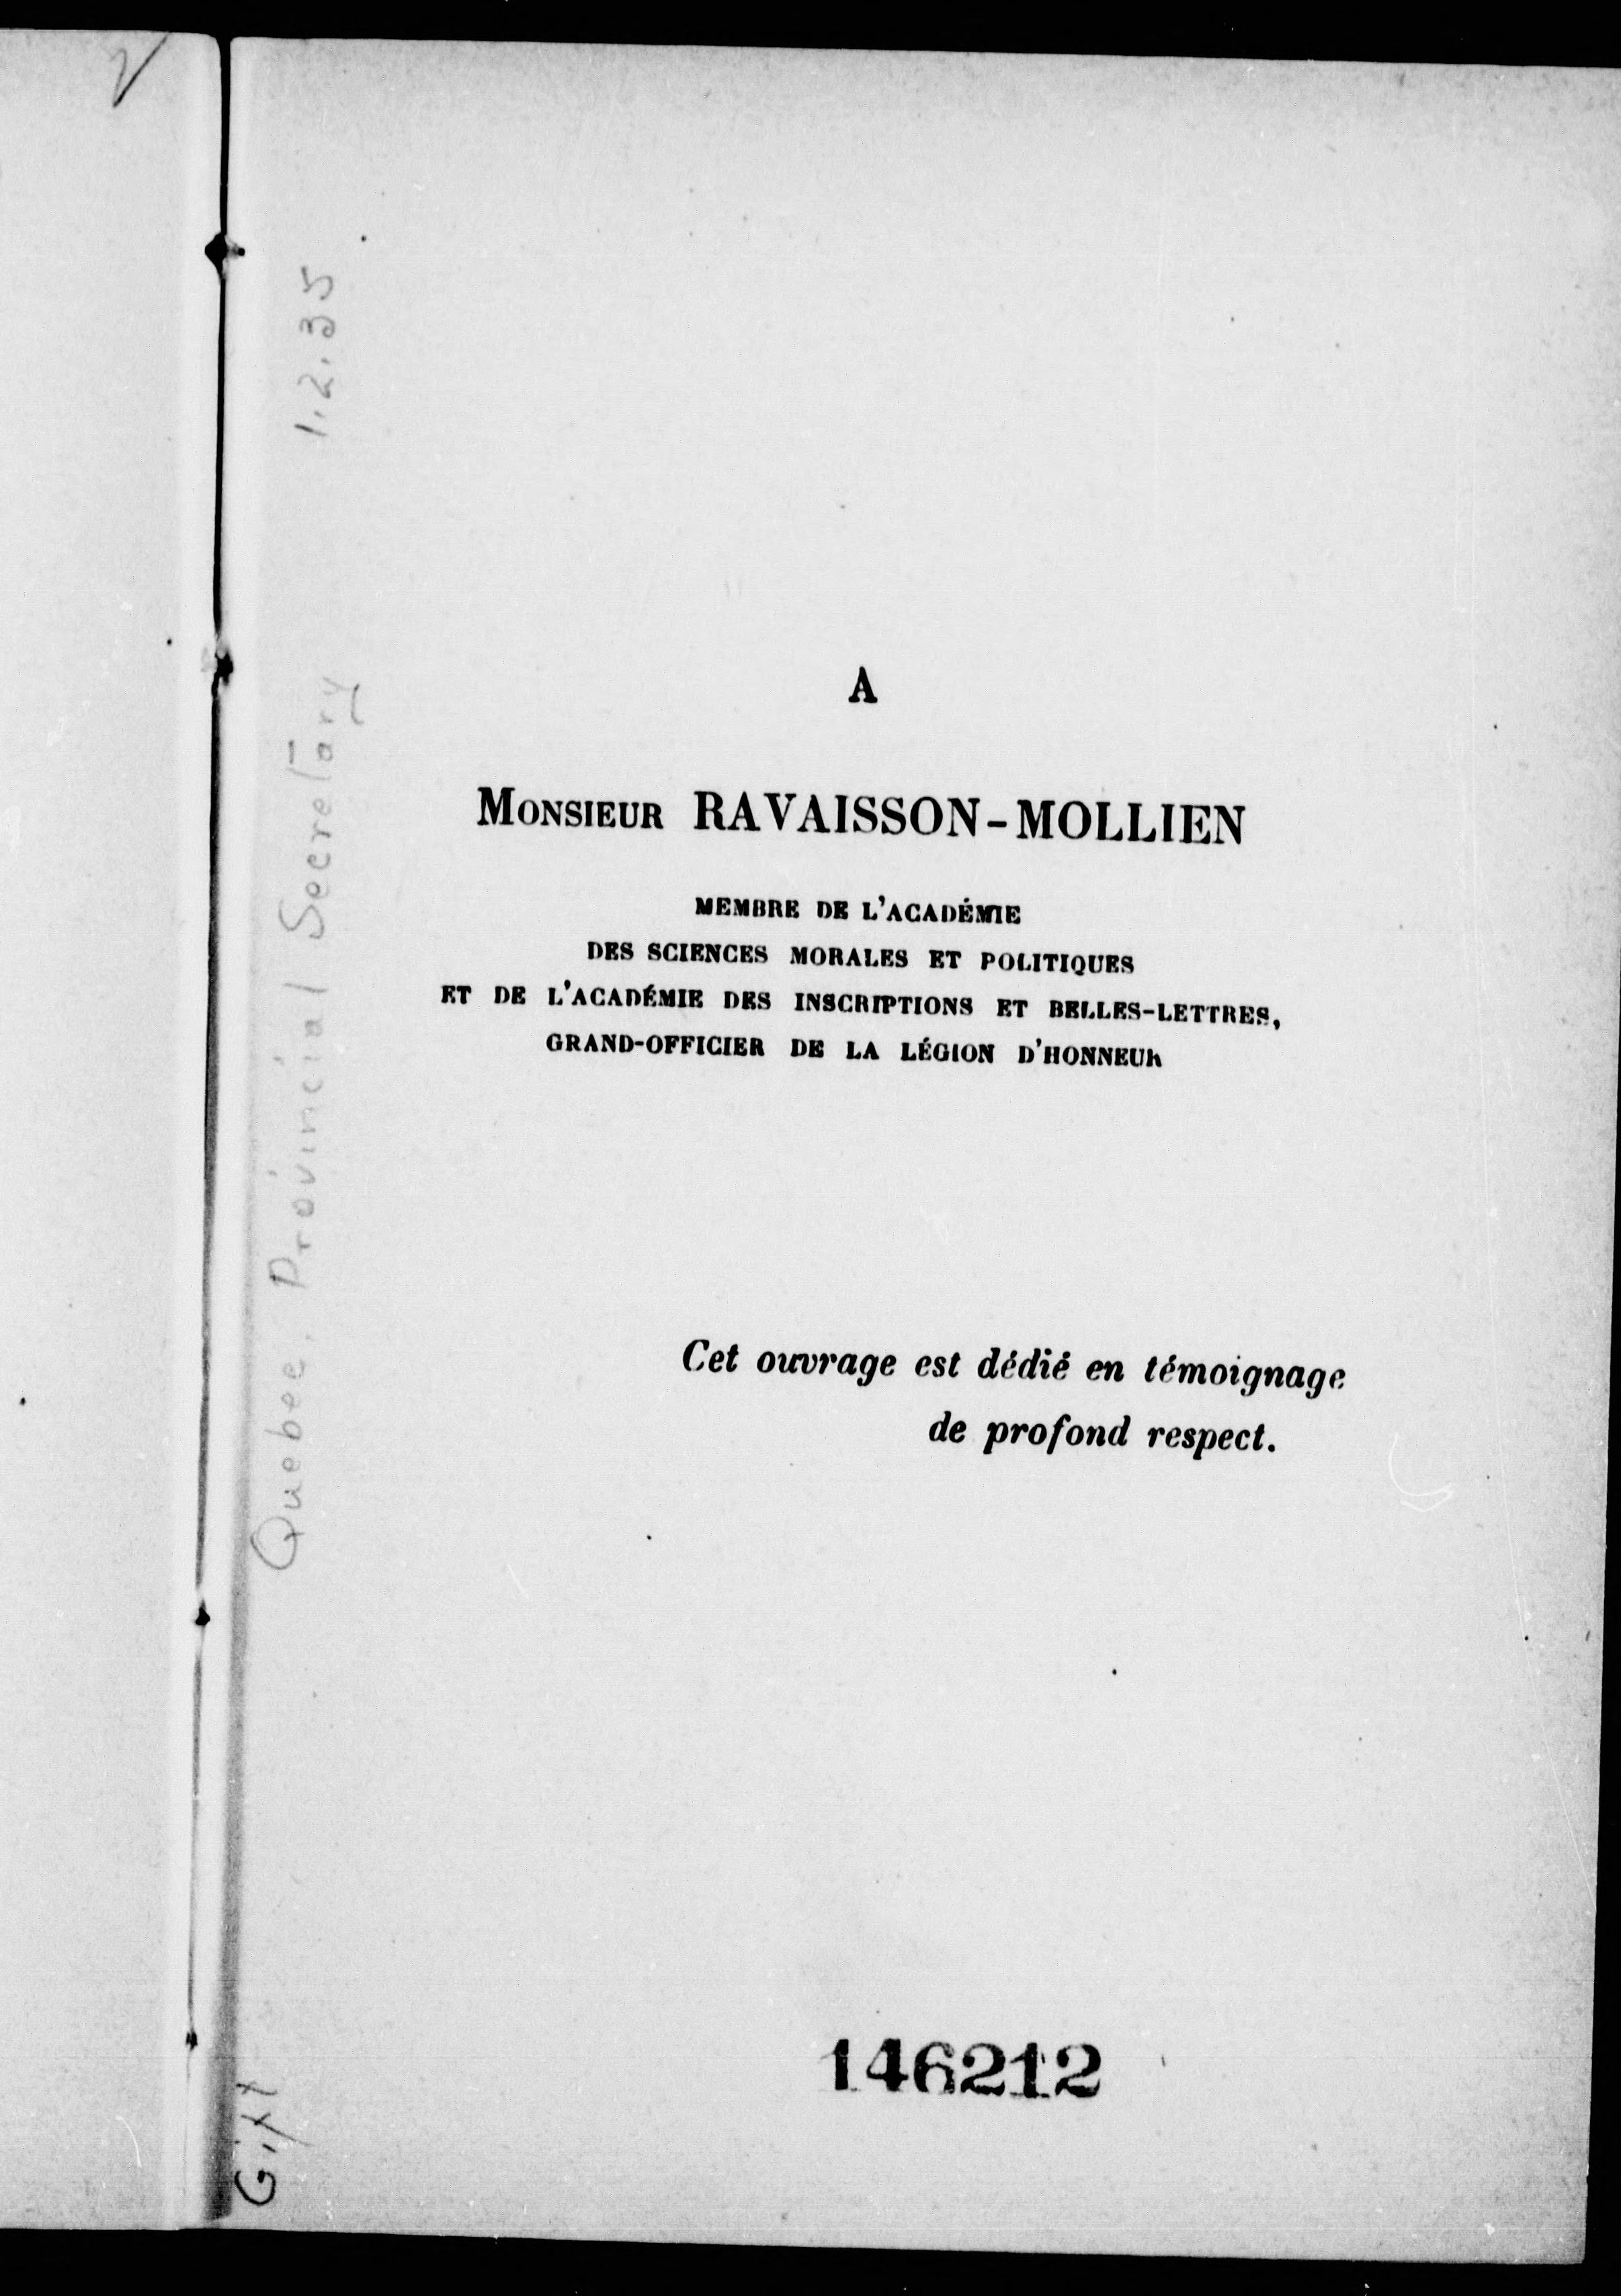 A
MONSIEUR RAVAISSON-MOLLIEN
MEMBRE DE L'ACADÉMIE
DES SCIENCES MORALES ET POLITIQUES
ET DE L'ACADÉMIE DES INSCRIPTIONS ET BELLES-LETTRES,
GRAND-OFFICIER DE LA LÉGION D'HONNEUR
Cet ouvrage est dédié en témoignage
de profond respect.
146212
Gift Quebec. Provincial Secretary 1.2.35